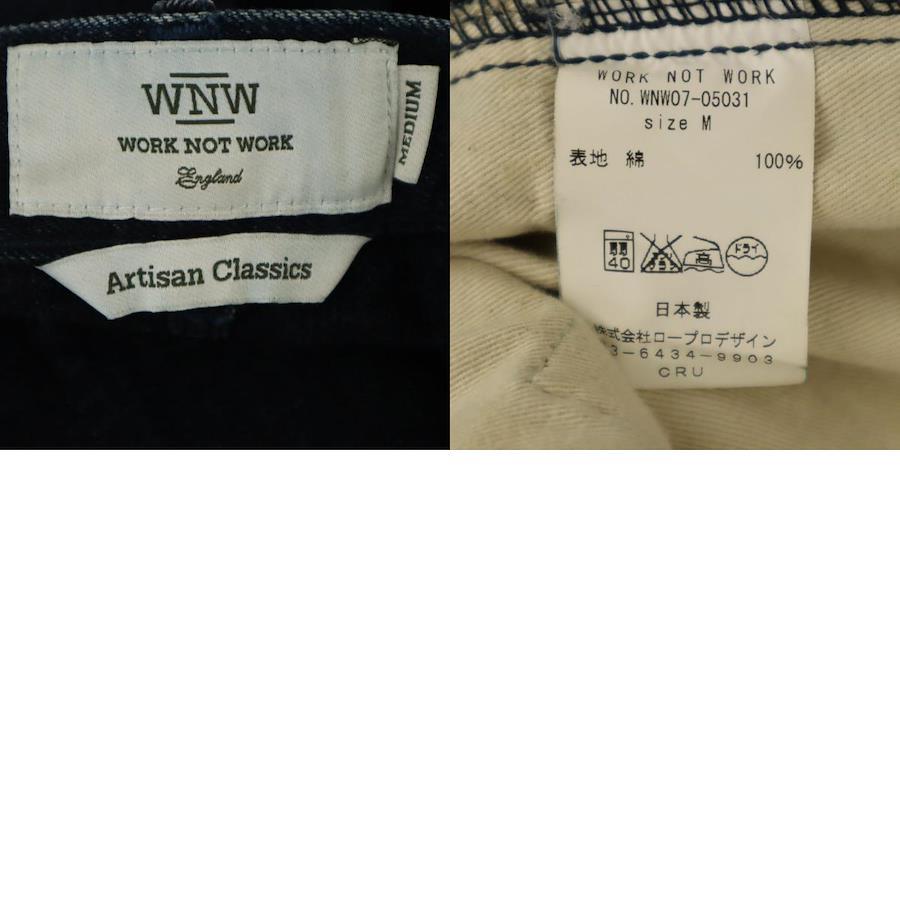 WNW
WORK NOT WORK
England
MEDIUM
Artisan Classics
WORK NOT WORK
NO. WNW07-05031
size M
表地 綿 100%
40
高
ドライ
日本製
株式会社ロープロデザイン
3-6434-9903
CRU